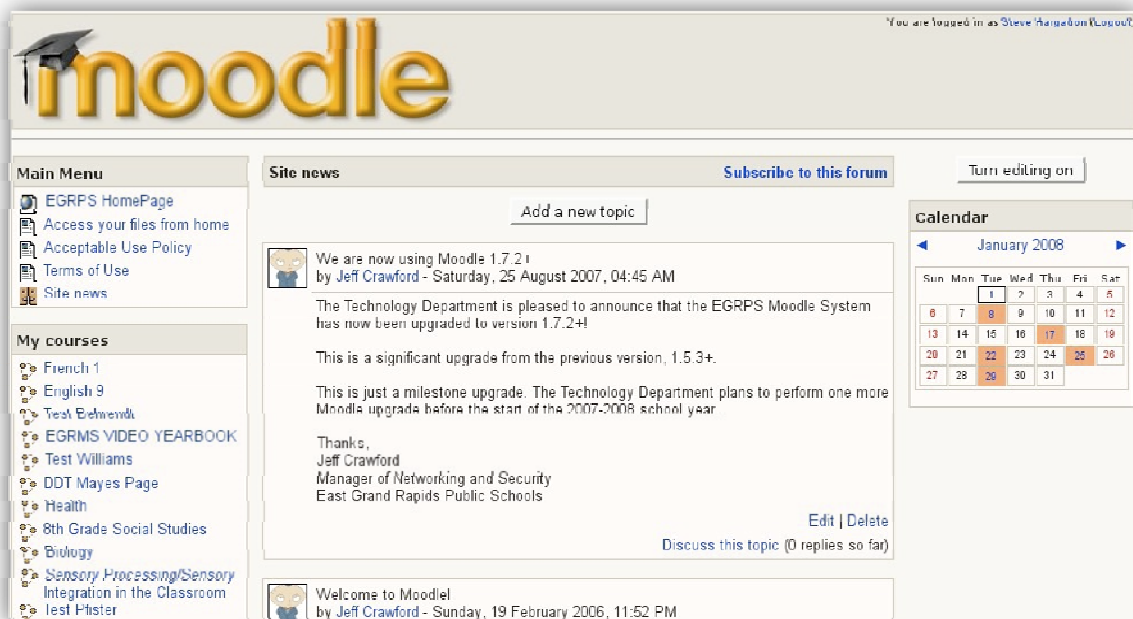 moodle
You are logged in as Steve Hargadon (Logout)
Main Menu
EGRPS HomePage
Access your files from home
Acceptable Use Policy
Terms of Use
Site news
My courses
French 1
English 9
Test Behrendt
EGRMS VIDEO YEARBOOK
Test Williams
DDT Mayes Page
Health
8th Grade Social Studies
Biology
Sensory Processing/Sensory
Integration in the Classroom
Test Pfister
Site news Subscribe to this forum
Add a new topic
We are now using Moodle 1.7.2+
by Jeff Crawford - Saturday, 25 August 2007, 04:45 AM
The Technology Department is pleased to announce that the EGRPS Moodle System
has now been upgraded to version 1.7.2+!
This is a significant upgrade from the previous version, 1.5.3+.
This is just a milestone upgrade. The Technology Department plans to perform one more
Moodle upgrade before the start of the 2007-2008 school year
Thanks,
Jeff Crawford
Manager of Networking and Security
East Grand Rapids Public Schools
Edit | Delete
Discuss this topic (0 replies so far)
Welcome to Moodle!
by Jeff Crawford - Sunday, 19 February 2006, 11:52 PM
Turn editing on
Calendar
◄ January 2008 ►
Sun Mon Tue Wed Thu Fri Sat
1 2 3 4 5
6 7 8 9 10 11 12
13 14 15 16 17 18 19
20 21 22 23 24 25 26
27 28 29 30 31